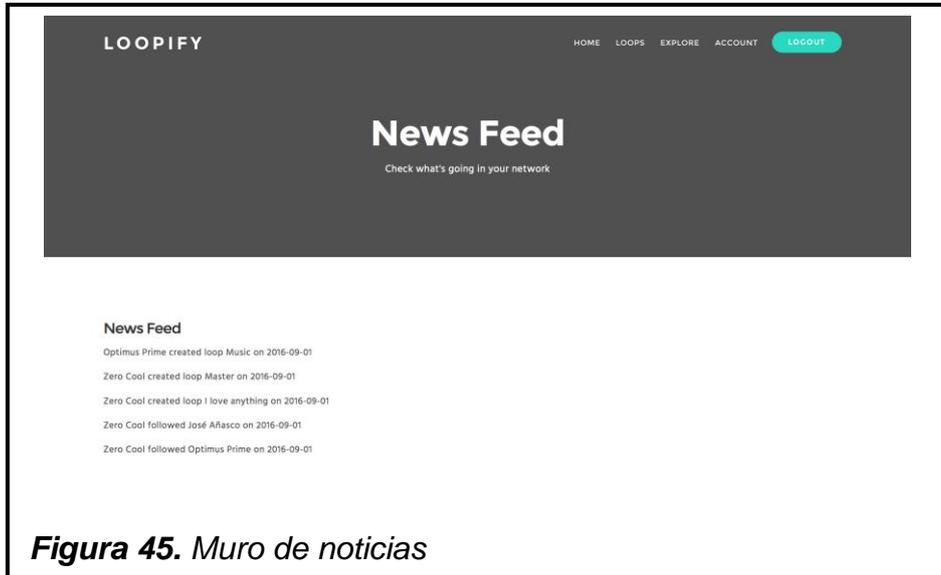 LOOPIFY
HOME LOOPS EXPLORE ACCOUNT LOGOUT
News Feed
Check what's going in your network
News Feed
Optimus Prime created loop Music on 2016-09-01
Zero Cool created loop Master on 2016-09-01
Zero Cool created loop I love anything on 2016-09-01
Zero Cool followed José Añasco on 2016-09-01
Zero Cool followed Optimus Prime on 2016-09-01
Figura 45. Muro de noticias